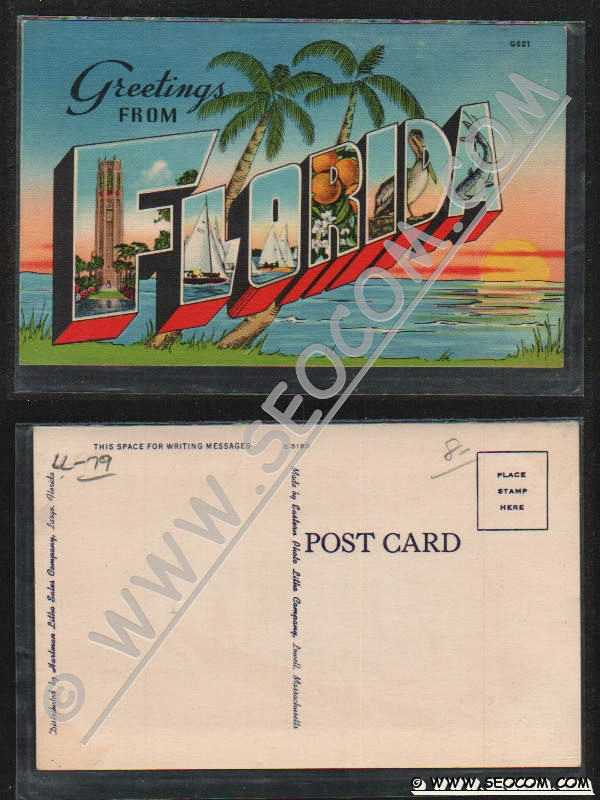 Greetings
FROM
FLORIDA
G621
© WWW.SEOCOM.COM
THIS SPACE FOR WRITING MESSAGES
E-5180
LL-79
8-
PLACE
STAMP
HERE
POST CARD
Distributed by Hartman Litho Sales Company, Largo, Florida
Made by Eastern Photo Litho Company, Lowell, Massachusetts
© WWW.SEOCOM.COM